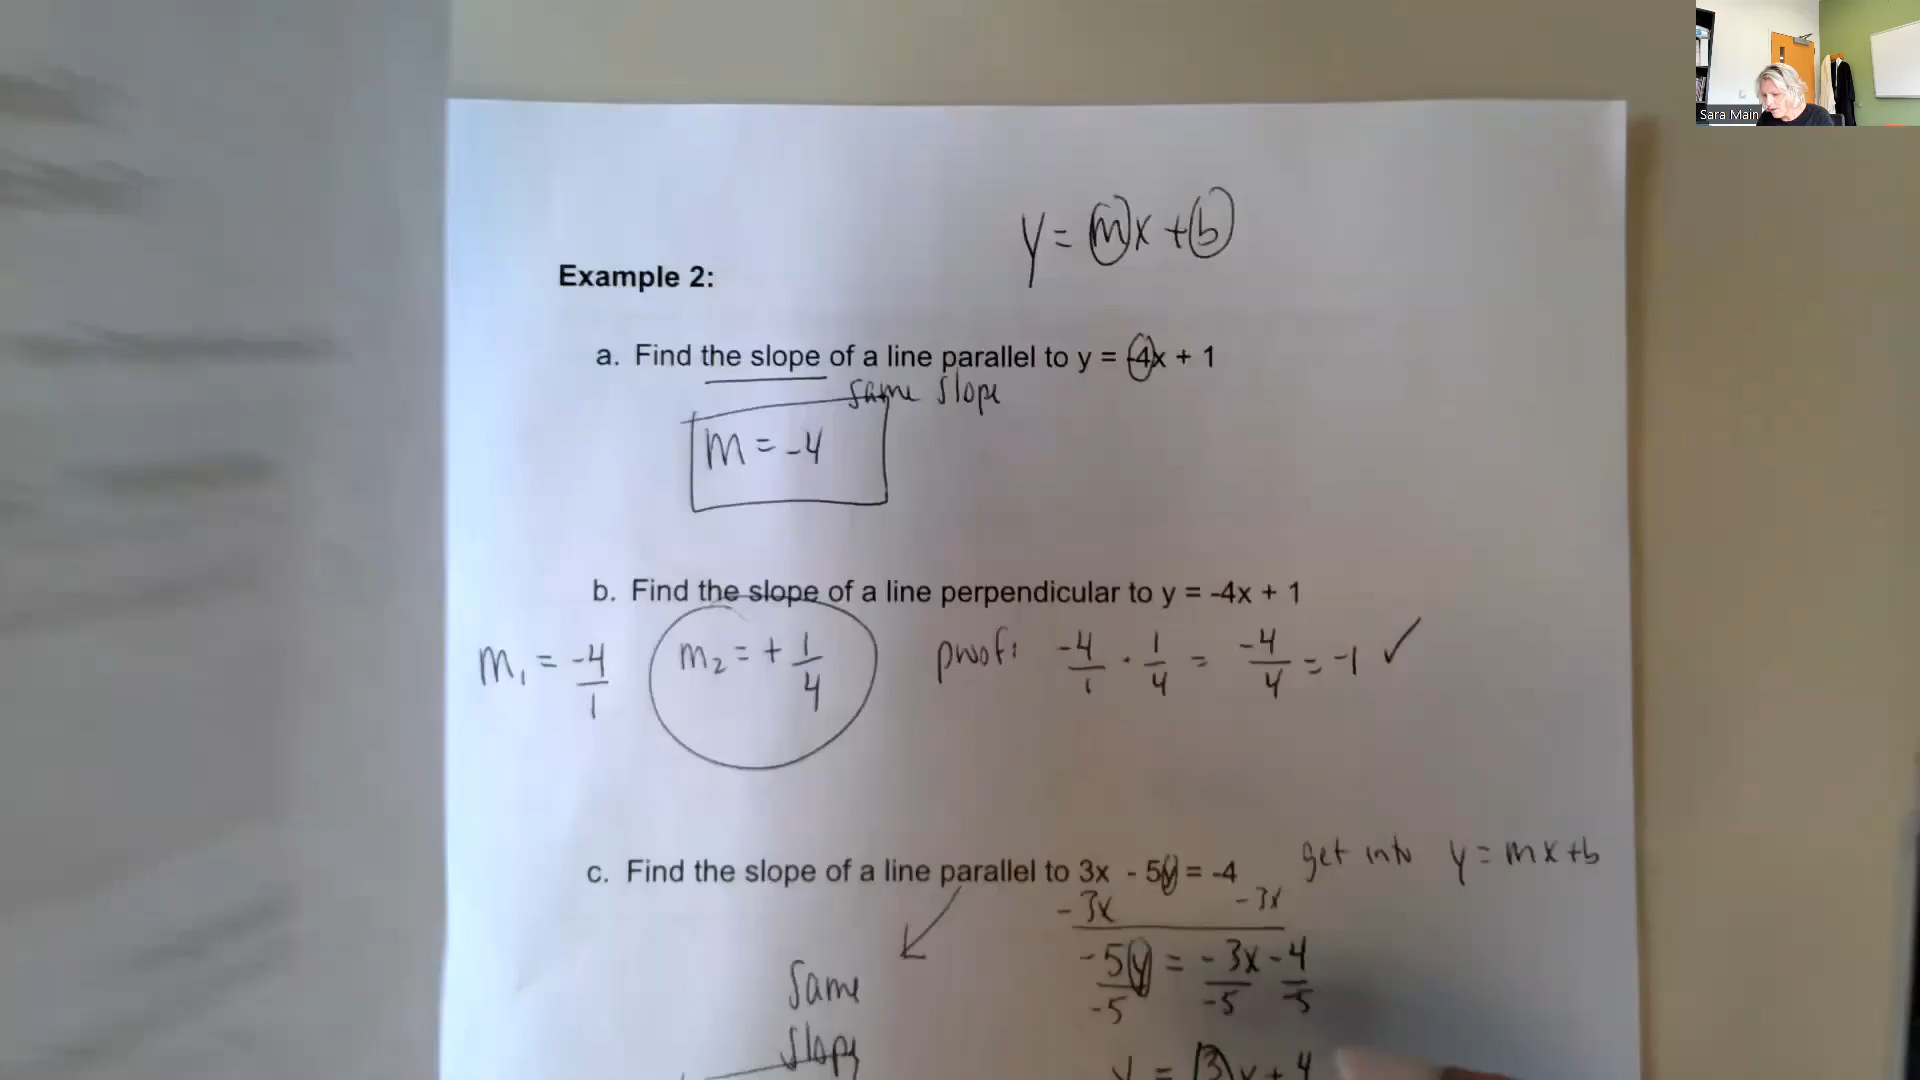 Sara Main
y = mx + b
Example 2:
a. Find the slope of a line parallel to y = -4x + 1
same slope
m = -4
b. Find the slope of a line perpendicular to y = -4x + 1
m₁ = -4/1 m₂ = + 1/4 proof: -4/1 · 1/4 = -4/4 = -1 ✓
c. Find the slope of a line parallel to 3x - 5y = -4 get into y = mx + b
-3x -3x
-5y/-5 = -3x/-5 -4/-5
same
slope
y = 3 x + 4